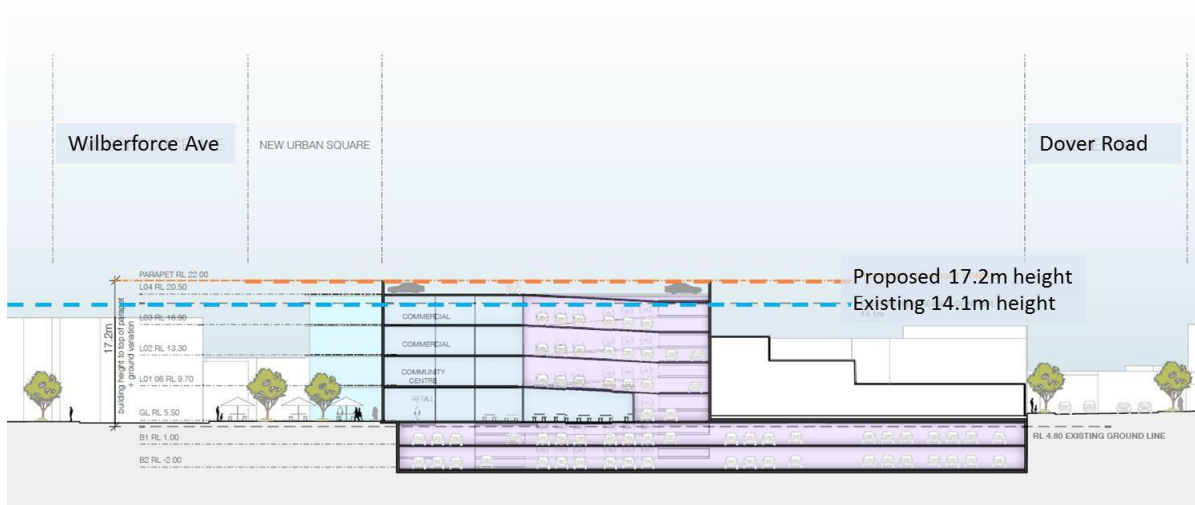 Wilberforce Ave
NEW URBAN SQUARE
Dover Road
PARAPET RL 22.00
L04 RL 20.50
Proposed 17.2m height
Existing 14.1m height
L03 RL 16.90
COMMERCIAL
L02 RL 13.30
COMMERCIAL
L01 06 RL 9.70
COMMUNITY
CENTRE
RETAIL
GL RL 5.50
B1 RL 1.00
B2 RL -2.00
17.2m
building height to top of parapet
+ ground variation
14.1m
RL 4.80 EXISTING GROUND LINE